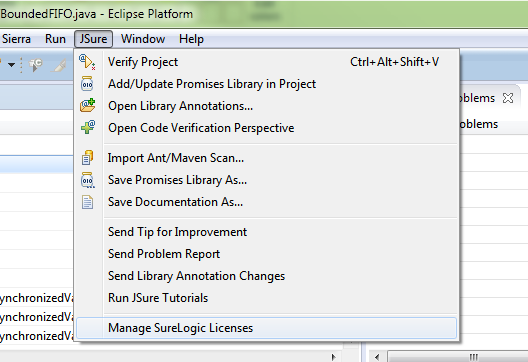 BoundedFIFO.java - Eclipse Platform
Sierra Run JSure Window Help
Verify Project Ctrl+Alt+Shift+V
Add/Update Promises Library in Project
Open Library Annotations...
Open Code Verification Perspective
Import Ant/Maven Scan...
Save Promises Library As...
Save Documentation As...
Send Tip for Improvement
Send Problem Report
Send Library Annotation Changes
Run JSure Tutorials
Manage SureLogic Licenses
oblems
oblems
ynchronizedVa
ynchronizedVa
ynchronizedVa